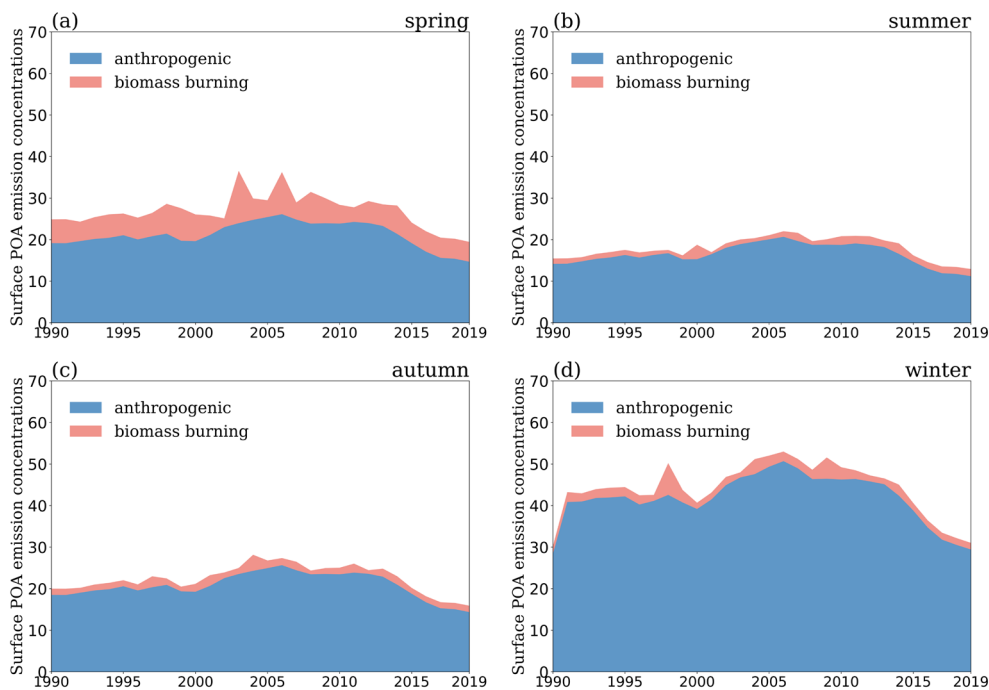 (a) spring
Surface POA emission concentrations
70
60
50
40
30
20
10
0
anthropogenic
biomass burning
1990 1995 2000 2005 2010 2015 2019
(b) summer
Surface POA emission concentrations
70
60
50
40
30
20
10
0
anthropogenic
biomass burning
1990 1995 2000 2005 2010 2015 2019
(c) autumn
Surface POA emission concentrations
70
60
50
40
30
20
10
0
anthropogenic
biomass burning
1990 1995 2000 2005 2010 2015 2019
(d) winter
Surface POA emission concentrations
70
60
50
40
30
20
10
0
anthropogenic
biomass burning
1990 1995 2000 2005 2010 2015 2019